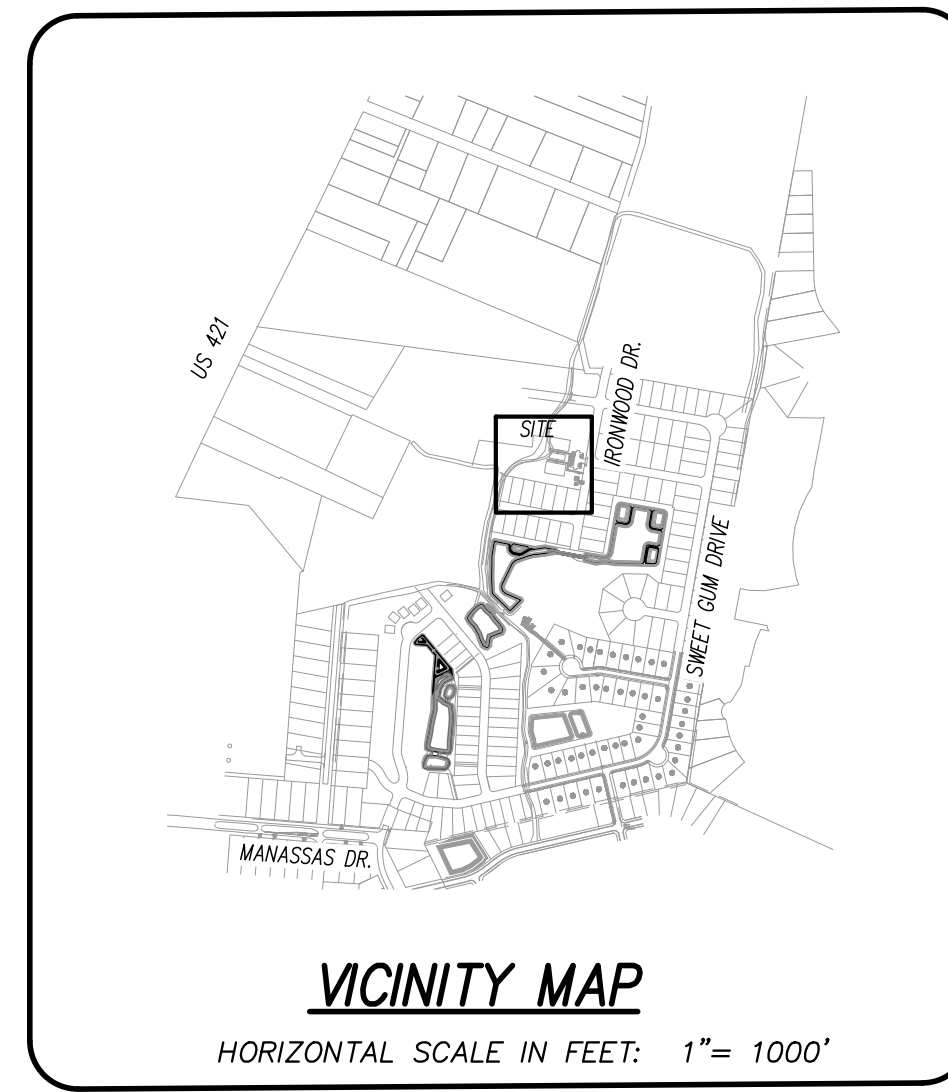 US 421
IRONWOOD DR.
SITE
SWEET GUM DRIVE
MANASSAS DR.
VICINITY MAP
HORIZONTAL SCALE IN FEET: 1"= 1000'